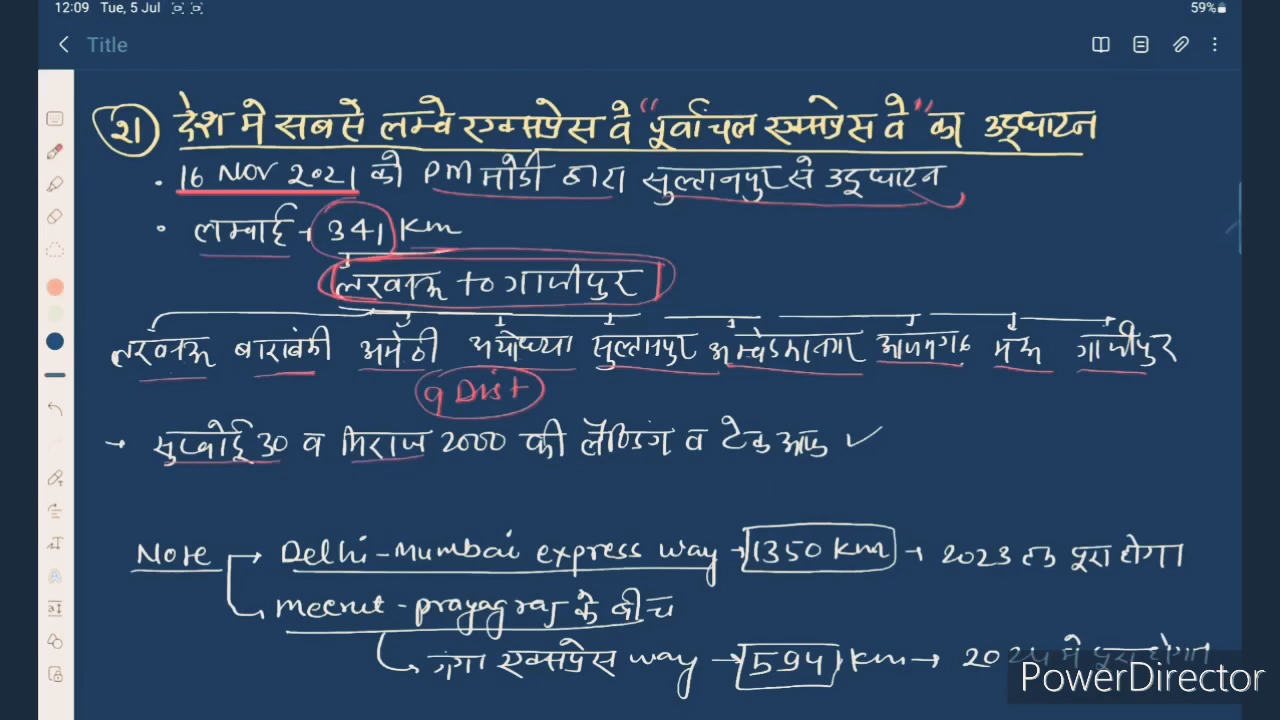 12:09 Tue, 5 Jul 59%
Title
21) देश मे सबसे लम्बे एक्सप्रेस वे "पूर्वांचल एक्सप्रेस वे" का उद्घाटन
• 16 NOV 2021 को PM मोदी द्वारा सुल्तानपुर से उद्घाटन
• लम्बाई → 341 Km
लखनऊ to गाजीपुर
लखनऊ बाराबंकी अमेठी अयोध्या सुल्तानपुर अम्बेडकरनगर आजमगढ़ मऊ गाजीपुर
9 Dist
→ सुखोई 30 व मिराज 2000 की लैण्डिंग व टेक आफ ✓
Note → Delhi-Mumbai express way → 1350 Km → 2023 तक पूरा होगा
meerut-prayagraj के बीच
गंगा एक्सप्रेस way → 594 Km → 2024 मे पूरा होगा
PowerDirector